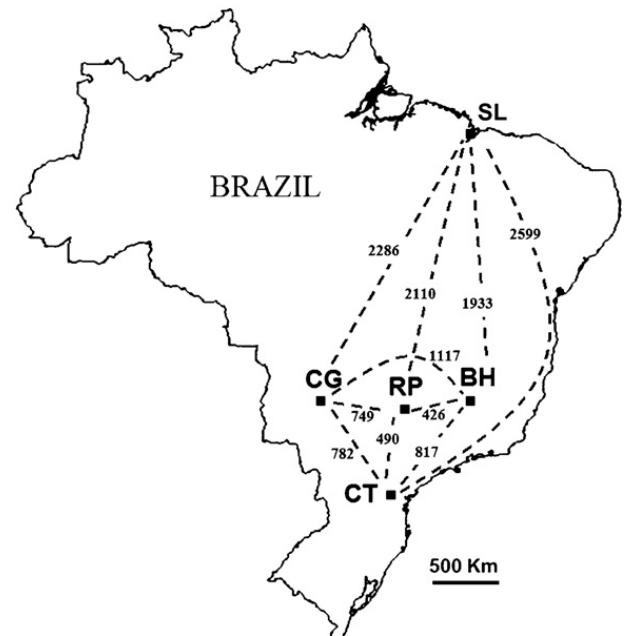 SL
BRAZIL
2599
2286
2110
1933
1117
CG
RP
BH
749
426
490
782
817
CT
500 Km